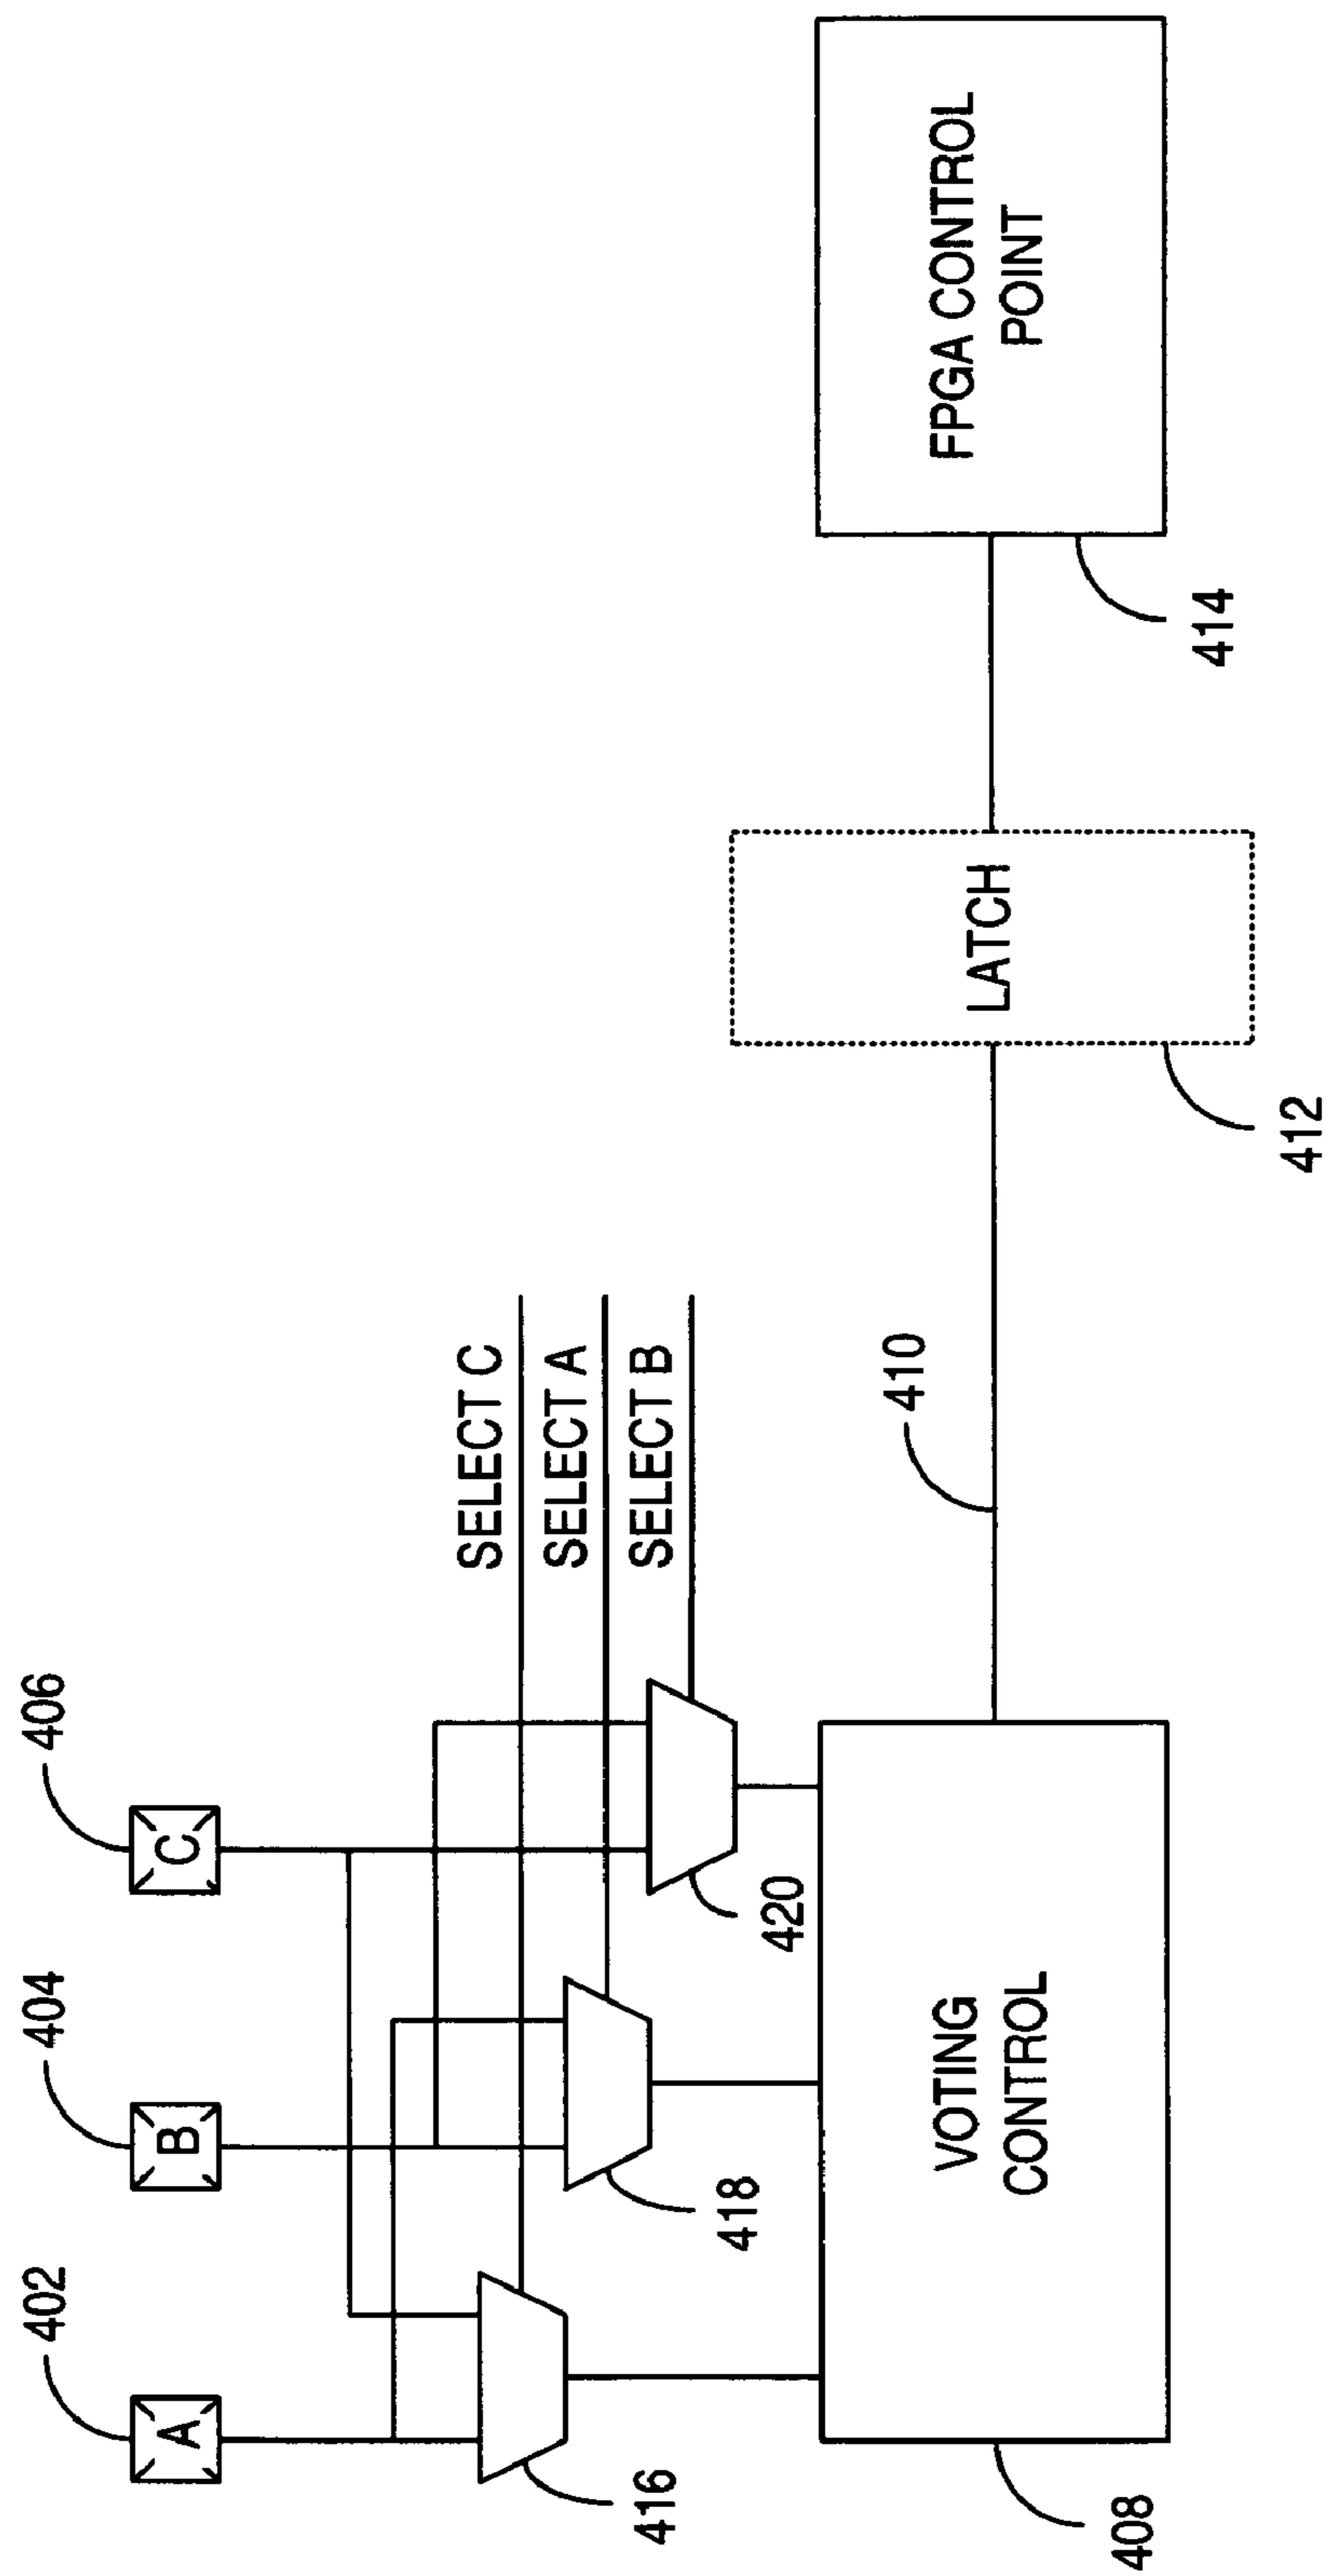 402
404
406
A
B
C
SELECT C
SELECT A
SELECT B
416
418
420
VOTING
CONTROL
408
410
LATCH
412
FPGA CONTROL
POINT
414